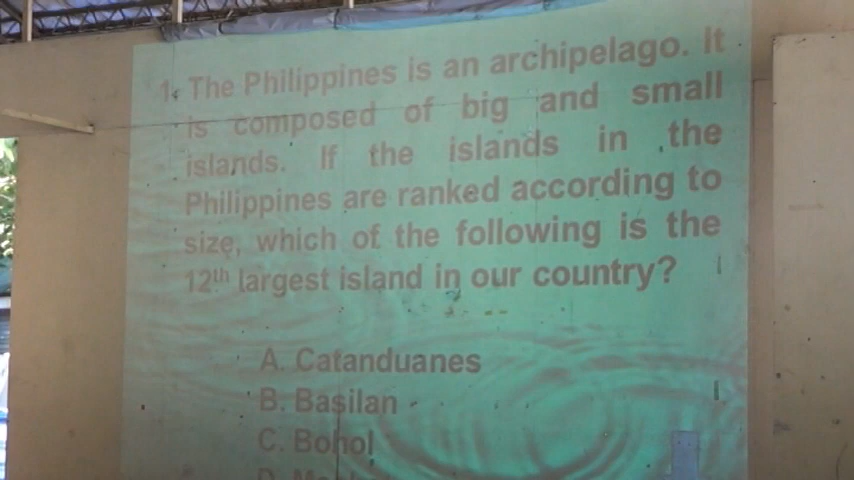 1. The Philippines is an archipelago. It
is composed of big and small
islands. If the islands in the
Philippines are ranked according to
size, which of the following is the
12th largest island in our country?
A. Catanduanes
B. Basilan
C. Bohol
D.